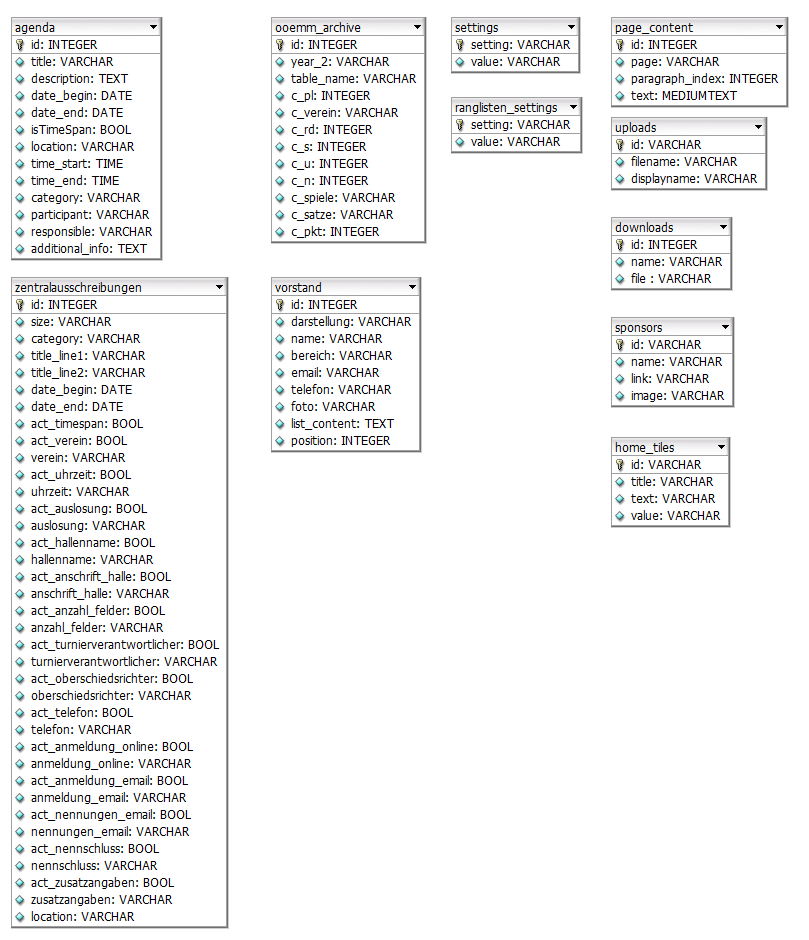 agenda
id: INTEGER
title: VARCHAR
description: TEXT
date_begin: DATE
date_end: DATE
isTimeSpan: BOOL
location: VARCHAR
time_start: TIME
time_end: TIME
category: VARCHAR
participant: VARCHAR
responsible: VARCHAR
additional_info: TEXT
ooemm_archive
id: INTEGER
year_2: VARCHAR
table_name: VARCHAR
c_pl: INTEGER
c_verein: VARCHAR
c_rd: INTEGER
c_s: INTEGER
c_u: INTEGER
c_n: INTEGER
c_spiele: VARCHAR
c_satze: VARCHAR
c_pkt: INTEGER
settings
setting: VARCHAR
value: VARCHAR
ranglisten_settings
setting: VARCHAR
value: VARCHAR
page_content
id: INTEGER
page: VARCHAR
paragraph_index: INTEGER
text: MEDIUMTEXT
uploads
id: VARCHAR
filename: VARCHAR
displayname: VARCHAR
downloads
id: INTEGER
name: VARCHAR
file : VARCHAR
zentralausschreibungen
id: INTEGER
size: VARCHAR
category: VARCHAR
title_line1: VARCHAR
title_line2: VARCHAR
date_begin: DATE
date_end: DATE
act_timespan: BOOL
act_verein: BOOL
verein: VARCHAR
act_uhrzeit: BOOL
uhrzeit: VARCHAR
act_auslosung: BOOL
auslosung: VARCHAR
act_hallenname: BOOL
hallenname: VARCHAR
act_anschrift_halle: BOOL
anschrift_halle: VARCHAR
act_anzahl_felder: BOOL
anzahl_felder: VARCHAR
act_turnierverantwortlicher: BOOL
turnierverantwortlicher: VARCHAR
act_oberschiedsrichter: BOOL
oberschiedsrichter: VARCHAR
act_telefon: BOOL
telefon: VARCHAR
act_anmeldung_online: BOOL
anmeldung_online: VARCHAR
act_anmeldung_email: BOOL
anmeldung_email: VARCHAR
act_nennungen_email: BOOL
nennungen_email: VARCHAR
act_nennschluss: BOOL
nennschluss: VARCHAR
act_zusatzangaben: BOOL
zusatzangaben: VARCHAR
location: VARCHAR
vorstand
id: INTEGER
darstellung: VARCHAR
name: VARCHAR
bereich: VARCHAR
email: VARCHAR
telefon: VARCHAR
foto: VARCHAR
list_content: TEXT
position: INTEGER
sponsors
id: VARCHAR
name: VARCHAR
link: VARCHAR
image: VARCHAR
home_tiles
id: VARCHAR
title: VARCHAR
text: VARCHAR
value: VARCHAR